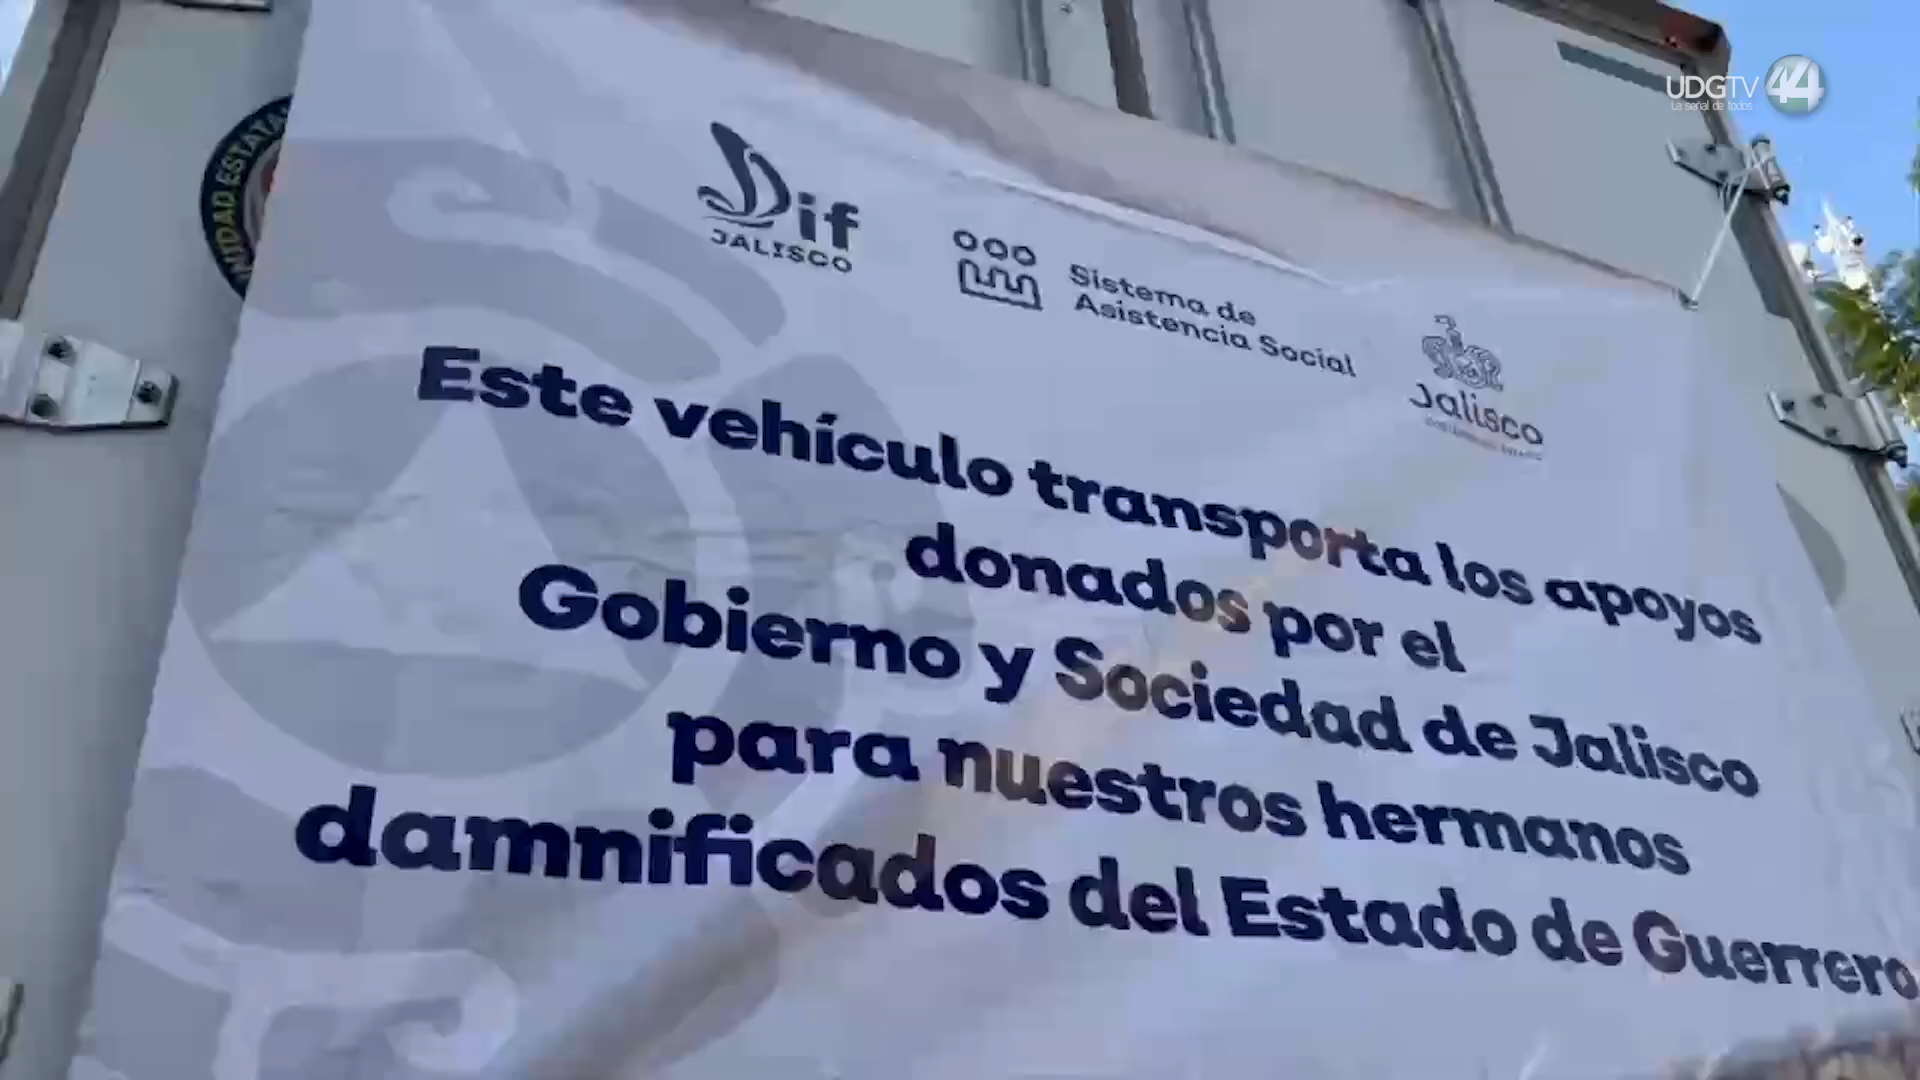 UDGTV 44
La señal de todos
Dif
JALISCO
Sistema de
Asistencia Social
Jalisco
Este vehículo transporta los apoyos
donados por el
Gobierno y Sociedad de Jalisco
para nuestros hermanos
damnificados del Estado de Guerrero